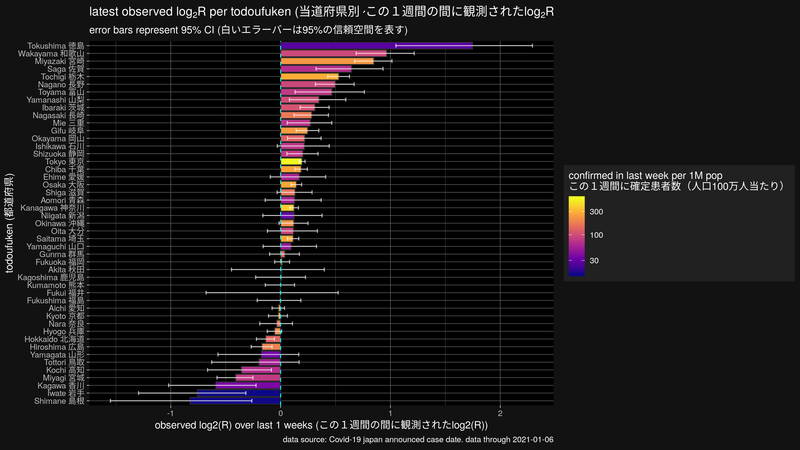 latest observed log₂R per todoufuken (当道府県別・この１週間の間に観測されたlog₂R
error bars represent 95% CI (白いエラーバーは95%の信頼空間を表す)
todoufuken (都道府県)
Tokushima 徳島
Wakayama 和歌山
Miyazaki 宮崎
Saga 佐賀
Tochigi 栃木
Nagano 長野
Toyama 富山
Yamanashi 山梨
Ibaraki 茨城
Nagasaki 長崎
Mie 三重
Gifu 岐阜
Okayama 岡山
Ishikawa 石川
Shizuoka 静岡
Tokyo 東京
Chiba 千葉
Ehime 愛媛
Osaka 大阪
Shiga 滋賀
Aomori 青森
Kanagawa 神奈川
Niigata 新潟
Okinawa 沖縄
Oita 大分
Saitama 埼玉
Yamaguchi 山口
Gunma 群馬
Fukuoka 福岡
Akita 秋田
Kagoshima 鹿児島
Kumamoto 熊本
Fukui 福井
Fukushima 福島
Aichi 愛知
Kyoto 京都
Nara 奈良
Hyogo 兵庫
Hokkaido 北海道
Hiroshima 広島
Yamagata 山形
Tottori 鳥取
Kochi 高知
Miyagi 宮城
Kagawa 香川
Iwate 岩手
Shimane 島根
-1 0 1 2
observed log2(R) over last 1 weeks (この１週間の間に観測されたlog2(R))
data source: Covid-19 japan announced case date. data through 2021-01-06
confirmed in last week per 1M pop
この１週間に確定患者数（人口100万人当たり）
300
100
30